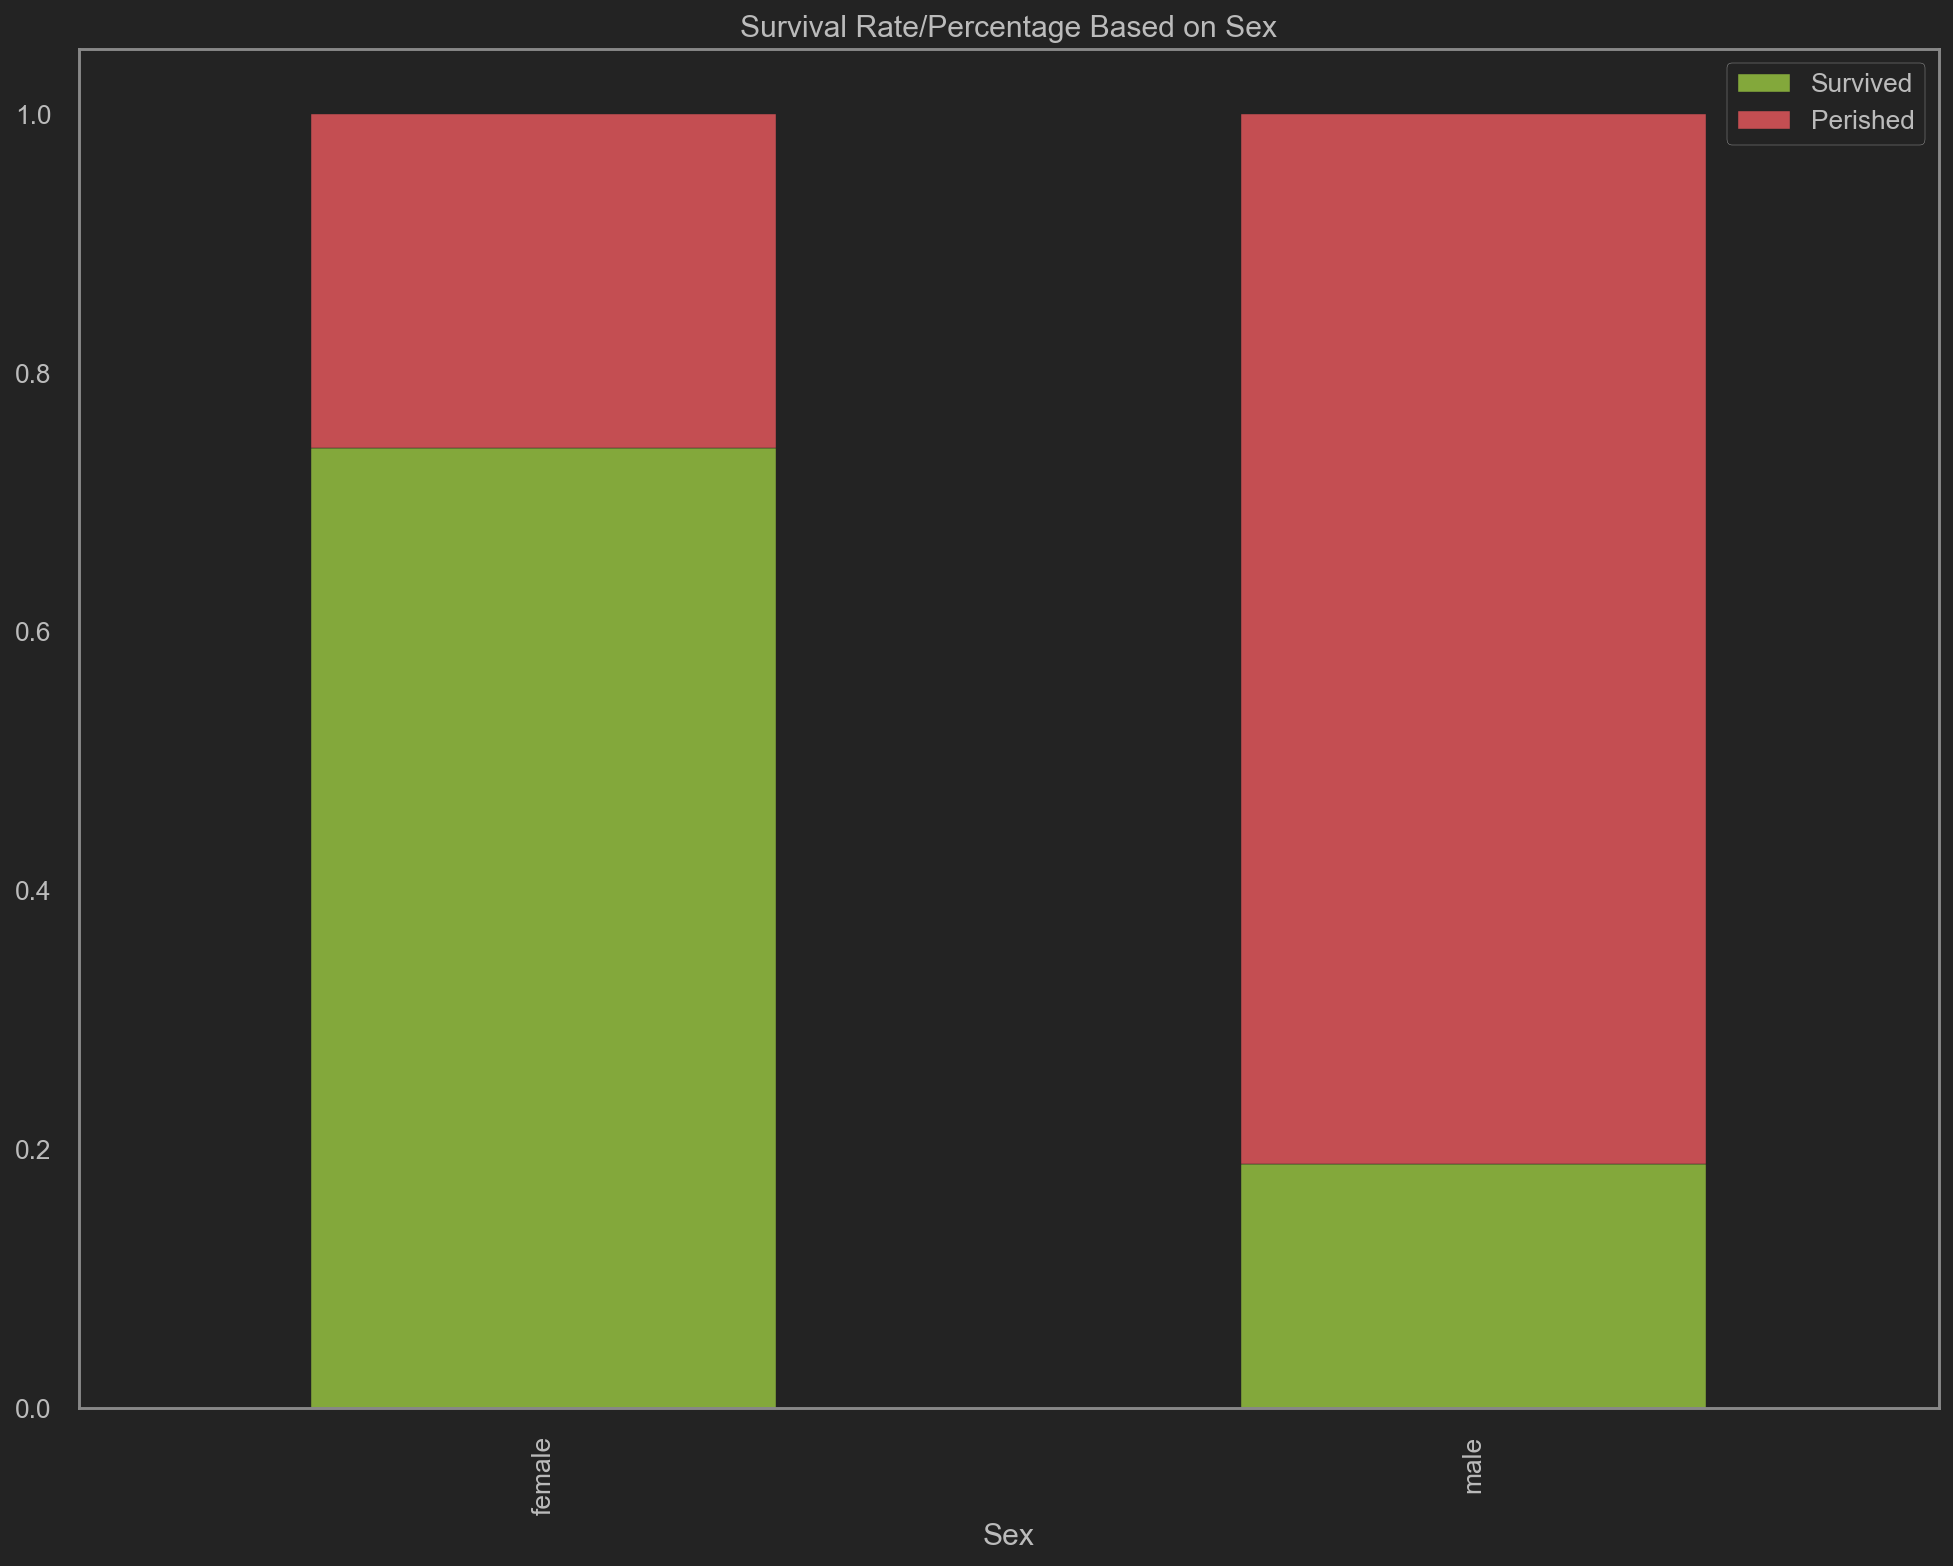 Survival Rate/Percentage Based on Sex
Survived
Perished
1.0
0.8
0.6
0.4
0.2
0.0
female
male
Sex